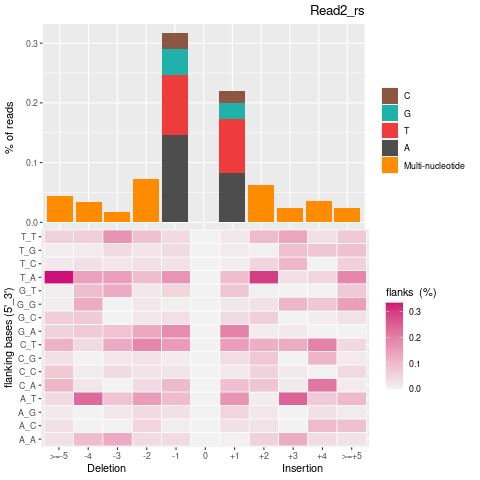 Read2_rs
% of reads
0.3
0.2
0.1
0.0
C
G
T
A
Multi-nucleotide
flanking bases (5'_3')
T_T
T_G
T_C
T_A
G_T
G_G
G_C
G_A
C_T
C_G
C_C
C_A
A_T
A_G
A_C
A_A
flanks (%)
0.3
0.2
0.1
0.0
>=-5 -4 -3 -2 -1 0 +1 +2 +3 +4 >=+5
Deletion Insertion